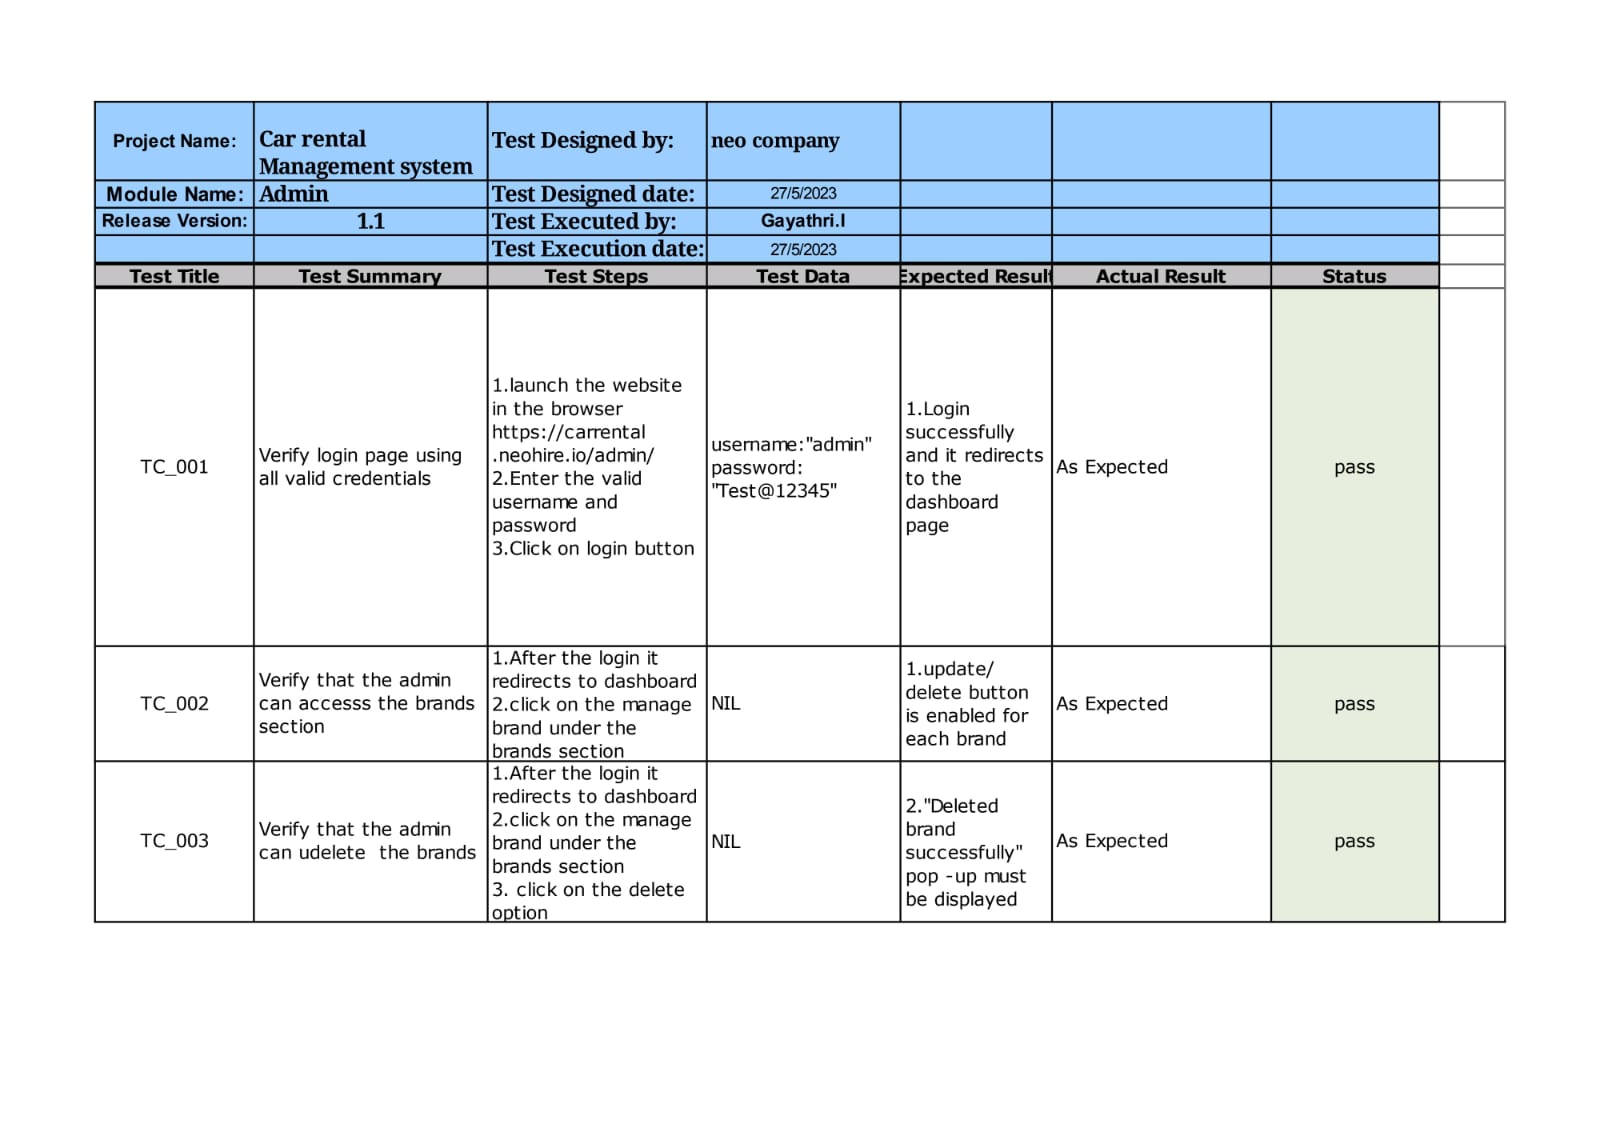 Project Name:
Car rental
Management system
Test Designed by:
neo company
Module Name:
Admin
Test Designed date:
27/5/2023
Release Version:
1.1
Test Executed by:
Gayathri.I
Test Execution date:
27/5/2023
Test Title
Test Summary
Test Steps
Test Data
Expected Result
Actual Result
Status
TC_001
Verify login page using
all valid credentials
1.launch the website
in the browser
https://carrental
.neohire.io/admin/
2.Enter the valid
username and
password
3.Click on login button
username:"admin"
password:
"Test@12345"
1.Login
successfully
and it redirects
to the
dashboard
page
As Expected
pass
TC_002
Verify that the admin
can accesss the brands
section
1.After the login it
redirects to dashboard
2.click on the manage
brand under the
brands section
NIL
1.update/
delete button
is enabled for
each brand
As Expected
pass
TC_003
Verify that the admin
can udelete  the brands
1.After the login it
redirects to dashboard
2.click on the manage
brand under the
brands section
3. click on the delete
option
NIL
2."Deleted
brand
successfully"
pop -up must
be displayed
As Expected
pass